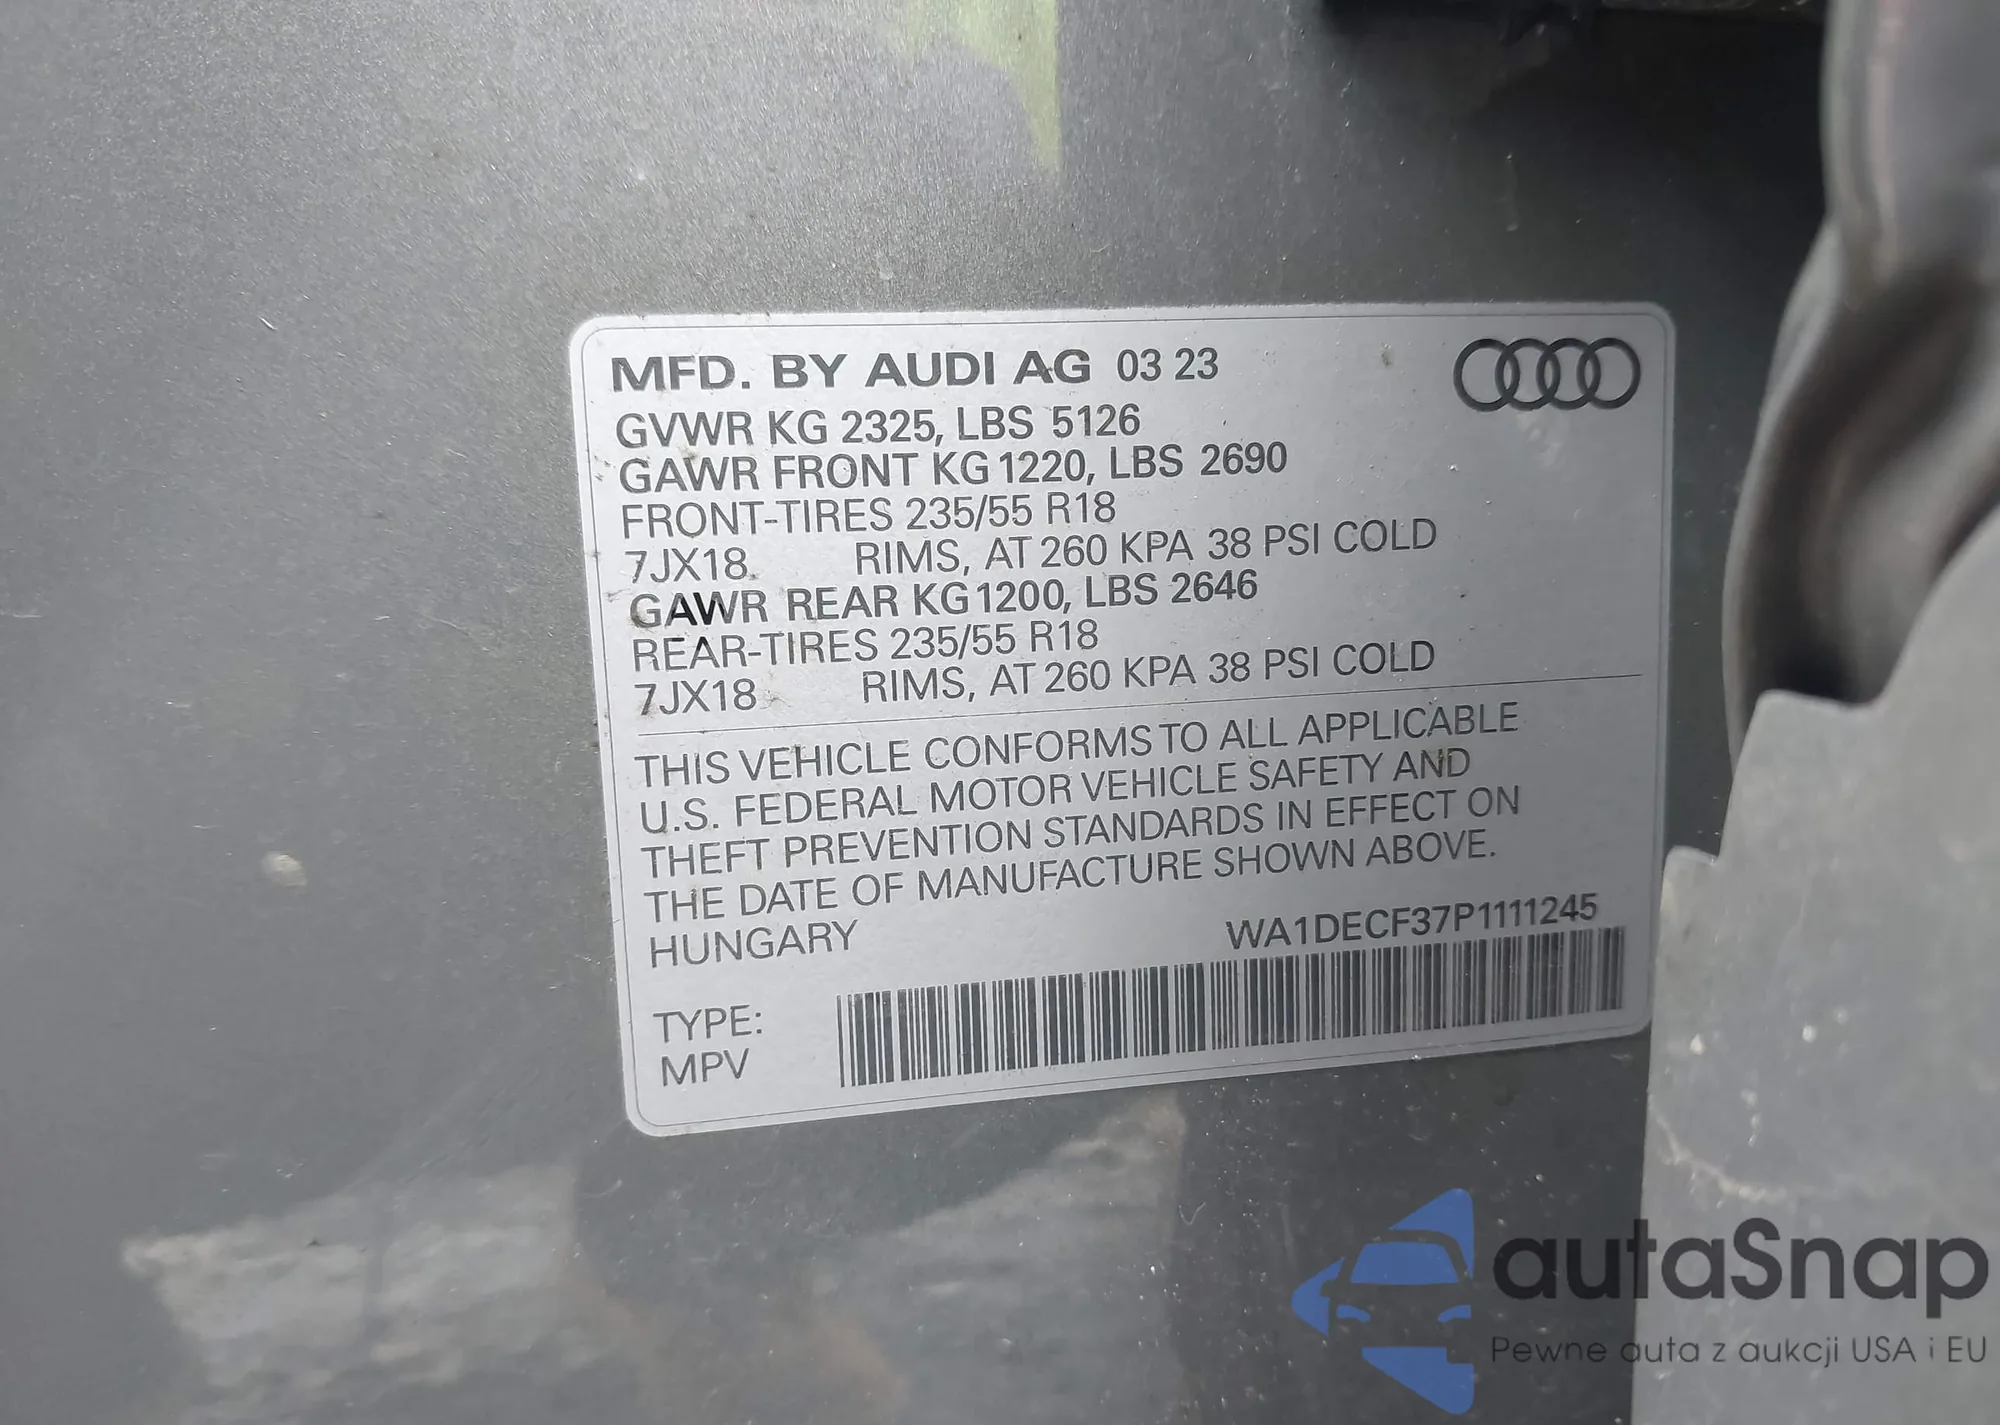 MFD. BY AUDI AG 03 23
GVWR KG 2325, LBS 5126
GAWR FRONT KG 1220, LBS 2690
FRONT-TIRES 235/55 R18
7JX18 RIMS, AT 260 KPA 38 PSI COLD
GAWR REAR KG 1200, LBS 2646
REAR-TIRES 235/55 R18
7JX18 RIMS, AT 260 KPA 38 PSI COLD
THIS VEHICLE CONFORMS TO ALL APPLICABLE
U.S. FEDERAL MOTOR VEHICLE SAFETY AND
THEFT PREVENTION STANDARDS IN EFFECT ON
THE DATE OF MANUFACTURE SHOWN ABOVE.
HUNGARY WA1DECF37P1111245
TYPE:
MPV
autaSnap
Pewne auta z aukcji USA i EU